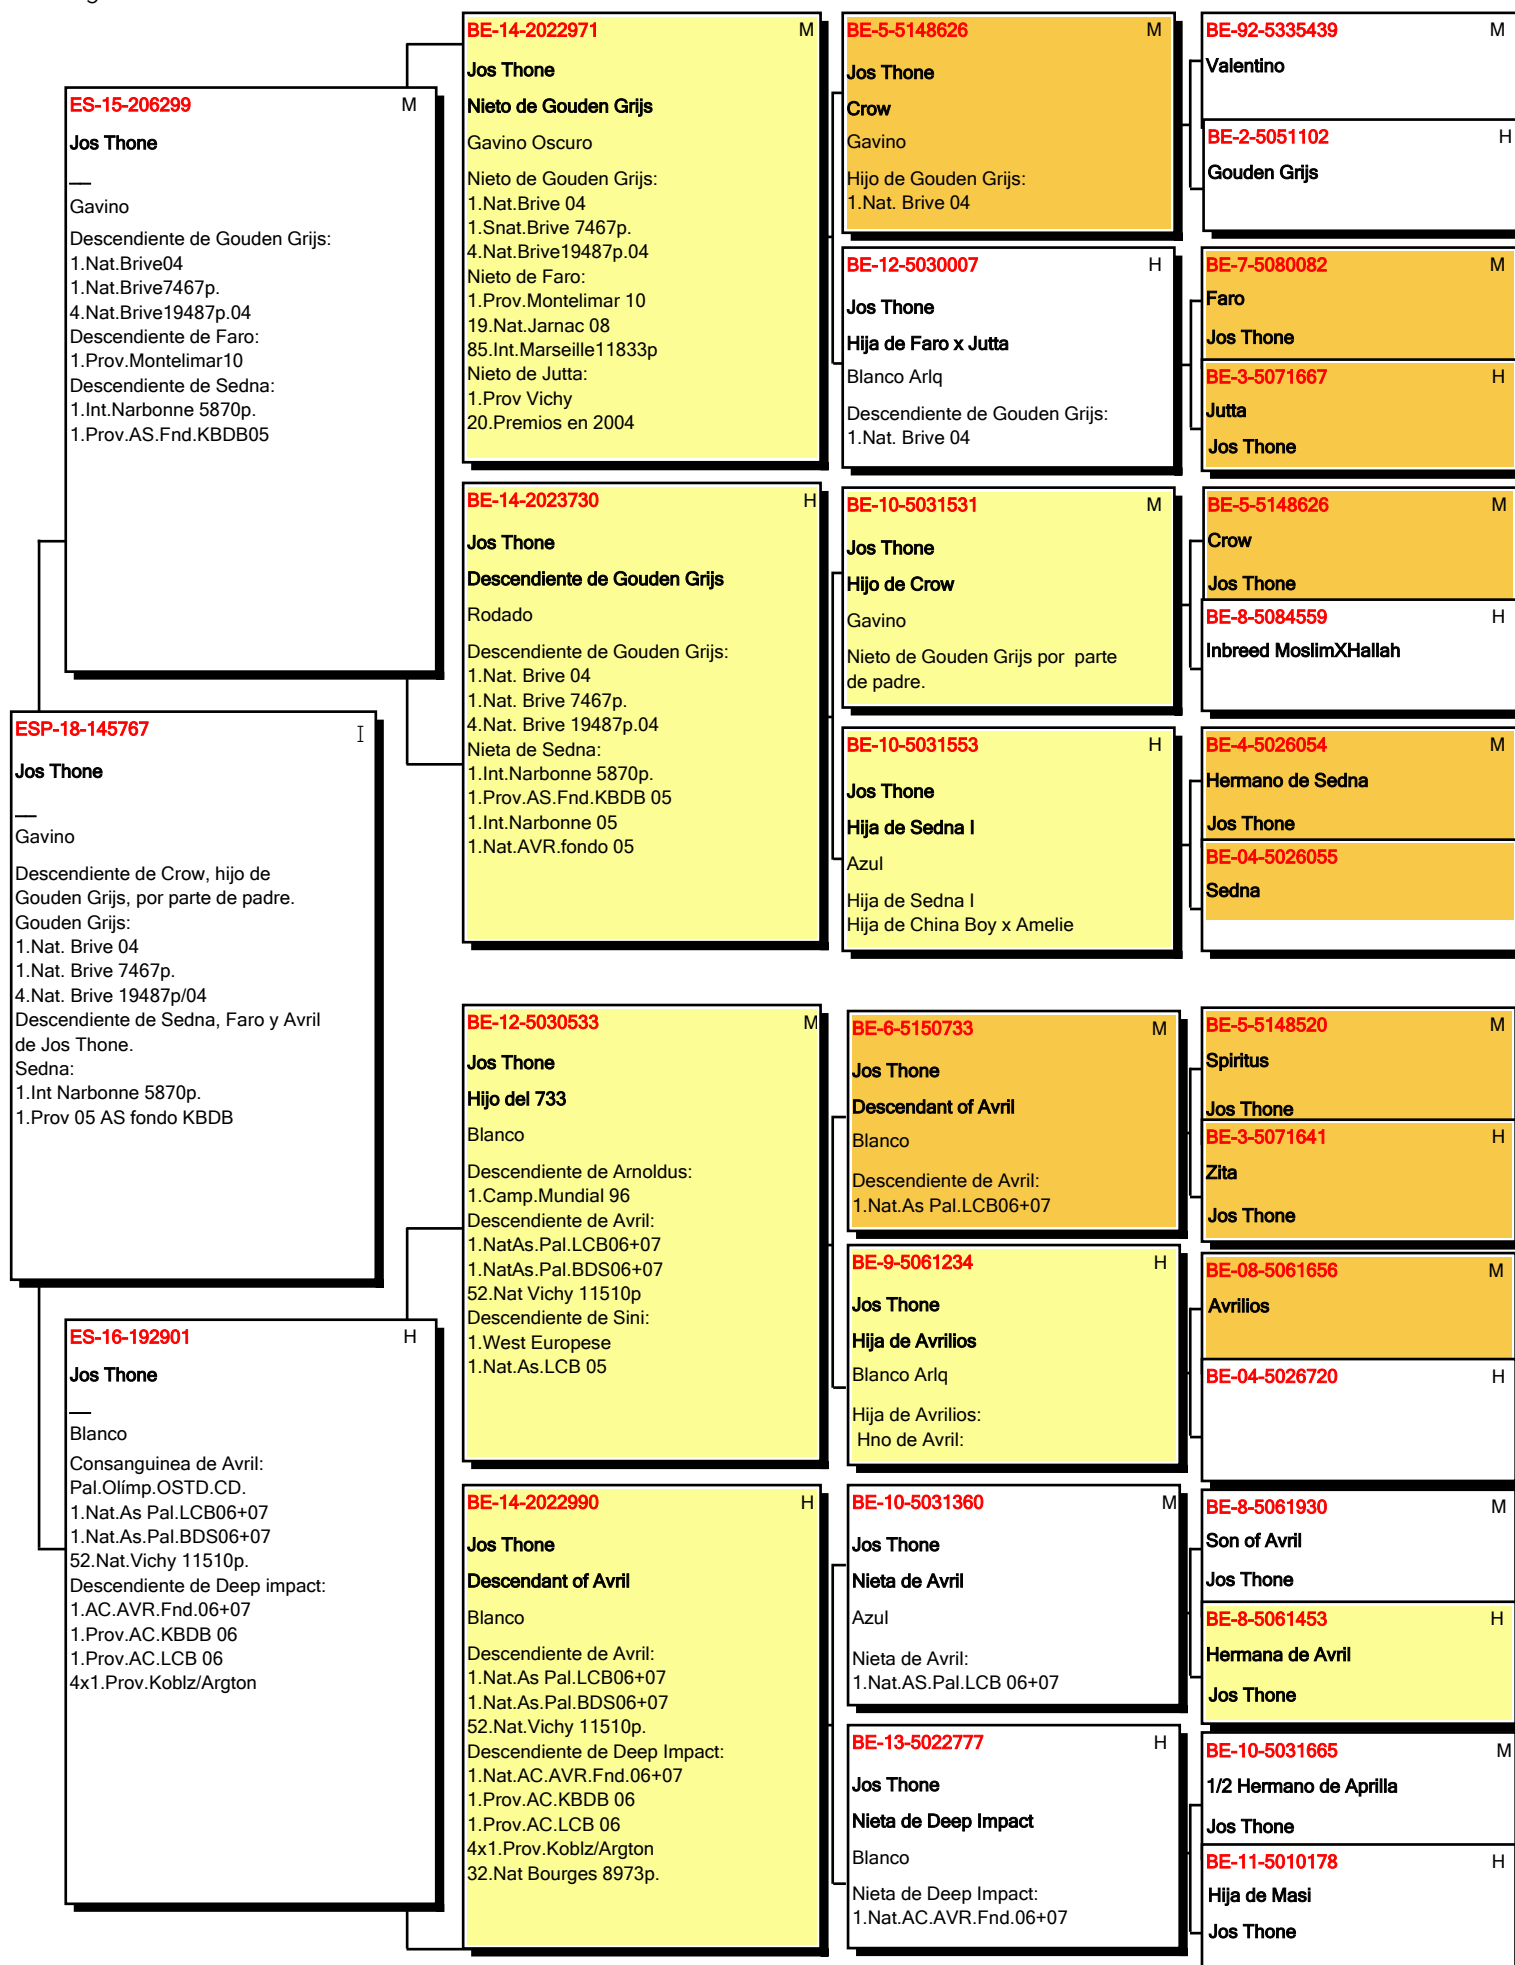 ES-15-206299 M
Jos Thone
__
Gavino
Descendiente de Gouden Grijs:
1.Nat.Brive04
1.Nat.Brive7467p.
4.Nat.Brive19487p.04
Descendiente de Faro:
1.Prov.Montelimar10
Descendiente de Sedna:
1.Int.Narbonne 5870p.
1.Prov.AS.Fnd.KBDB05
ESP-18-145767 I
Jos Thone
__
Gavino
Descendiente de Crow, hijo de
Gouden Grijs, por parte de padre.
Gouden Grijs:
1.Nat. Brive 04
1.Nat. Brive 7467p.
4.Nat. Brive 19487p/04
Descendiente de Sedna, Faro y Avril
de Jos Thone.
Sedna:
1.Int Narbonne 5870p.
1.Prov 05 AS fondo KBDB
ES-16-192901 H
Jos Thone
__
Blanco
Consanguinea de Avril:
Pal.Olímp.OSTD.CD.
1.Nat.As Pal.LCB06+07
1.Nat.As.Pal.BDS06+07
52.Nat.Vichy 11510p.
Descendiente de Deep impact:
1.AC.AVR.Fnd.06+07
1.Prov.AC.KBDB 06
1.Prov.AC.LCB 06
4x1.Prov.Koblz/Argton
BE-14-2022971 M
Jos Thone
Nieto de Gouden Grijs
Gavino Oscuro
Nieto de Gouden Grijs:
1.Nat.Brive 04
1.Snat.Brive 7467p.
4.Nat.Brive19487p.04
Nieto de Faro:
1.Prov.Montelimar 10
19.Nat.Jarnac 08
85.Int.Marseille11833p
Nieto de Jutta:
1.Prov Vichy
20.Premios en 2004
BE-14-2023730 H
Jos Thone
Descendiente de Gouden Grijs
Rodado
Descendiente de Gouden Grijs:
1.Nat. Brive 04
1.Nat. Brive 7467p.
4.Nat. Brive 19487p.04
Nieta de Sedna:
1.Int.Narbonne 5870p.
1.Prov.AS.Fnd.KBDB 05
1.Int.Narbonne 05
1.Nat.AVR.fondo 05
BE-12-5030533 M
Jos Thone
Hijo del 733
Blanco
Descendiente de Arnoldus:
1.Camp.Mundial 96
Descendiente de Avril:
1.NatAs.Pal.LCB06+07
1.NatAs.Pal.BDS06+07
52.Nat Vichy 11510p
Descendiente de Sini:
1.West Europese
1.Nat.As.LCB 05
BE-14-2022990 H
Jos Thone
Descendant of Avril
Blanco
Descendiente de Avril:
1.Nat.As Pal.LCB06+07
1.Nat.As.Pal.BDS06+07
52.Nat.Vichy 11510p.
Descendiente de Deep Impact:
1.Nat.AC.AVR.Fnd.06+07
1.Prov.AC.KBDB 06
1.Prov.AC.LCB 06
4x1.Prov.Koblz/Argton
32.Nat Bourges 8973p.
BE-5-5148626 M
Jos Thone
Crow
Gavino
Hijo de Gouden Grijs:
1.Nat. Brive 04
BE-12-5030007 H
Jos Thone
Hija de Faro x Jutta
Blanco Arlq
Descendiente de Gouden Grijs:
1.Nat. Brive 04
BE-10-5031531 M
Jos Thone
Hijo de Crow
Gavino
Nieto de Gouden Grijs por parte
de padre.
BE-10-5031553 H
Jos Thone
Hija de Sedna I
Azul
Hija de Sedna I
Hija de China Boy x Amelie
BE-6-5150733 M
Jos Thone
Descendant of Avril
Blanco
Descendiente de Avril:
1.Nat.As Pal.LCB06+07
BE-9-5061234 H
Jos Thone
Hija de Avrilios
Blanco Arlq
Hija de Avrilios:
Hno de Avril:
BE-10-5031360 M
Jos Thone
Nieta de Avril
Azul
Nieta de Avril:
1.Nat.AS.Pal.LCB 06+07
BE-13-5022777 H
Jos Thone
Nieta de Deep Impact
Blanco
Nieta de Deep Impact:
1.Nat.AC.AVR.Fnd.06+07
BE-92-5335439 M
Valentino
BE-2-5051102 H
Gouden Grijs
BE-7-5080082 M
Faro
Jos Thone
BE-3-5071667 H
Jutta
Jos Thone
BE-5-5148626 M
Crow
Jos Thone
BE-8-5084559 H
Inbreed MoslimXHallah
BE-4-5026054 M
Hermano de Sedna
Jos Thone
BE-04-5026055
Sedna
BE-5-5148520 M
Spiritus
Jos Thone
BE-3-5071641 H
Zita
Jos Thone
BE-08-5061656 M
Avrilios
BE-04-5026720 H
BE-8-5061930 M
Son of Avril
Jos Thone
BE-8-5061453 H
Hermana de Avril
Jos Thone
BE-10-5031665 M
1/2 Hermano de Aprilla
Jos Thone
BE-11-5010178 H
Hija de Masi
Jos Thone